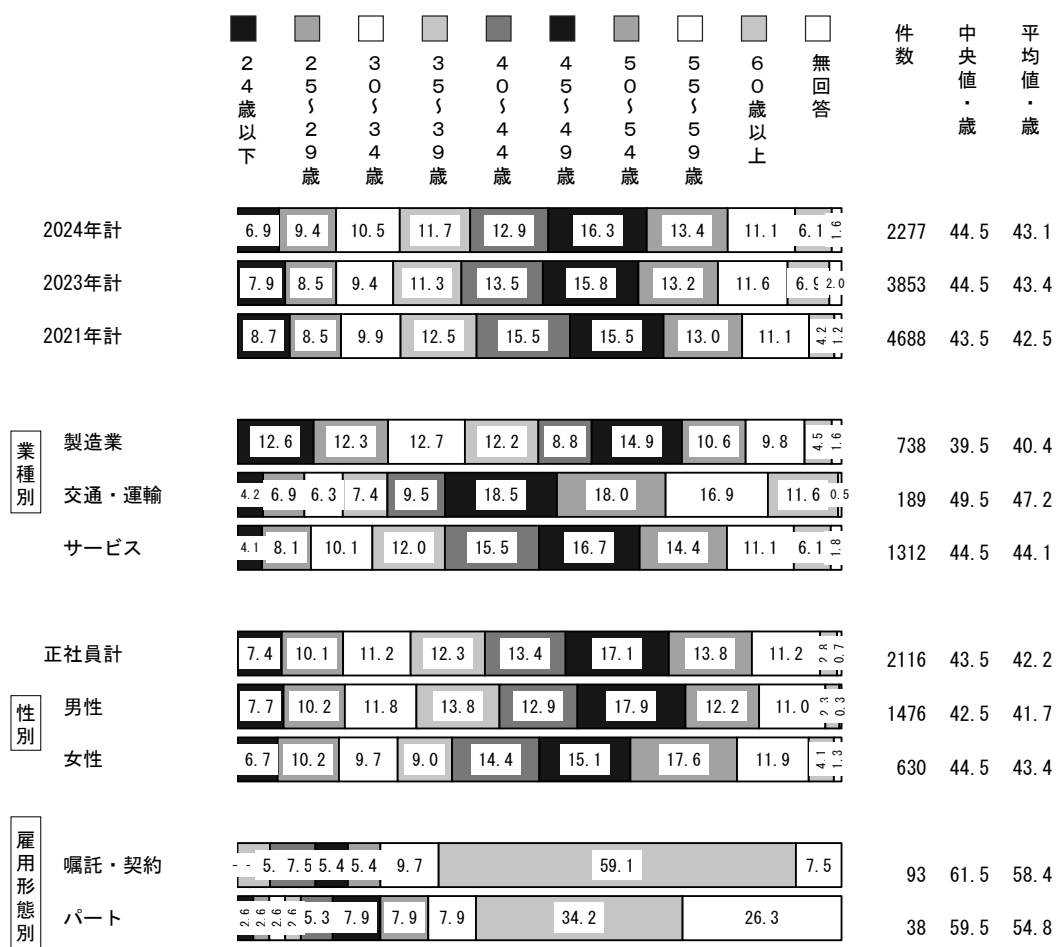 24歳以下
25~29歳
30~34歳
35~39歳
40~44歳
45~49歳
50~54歳
55~59歳
60歳以上
無回答
件数
中央値・歳
平均値・歳
2024年計 6.9 9.4 10.5 11.7 12.9 16.3 13.4 11.1 6.1 1.6 2277 44.5 43.1
2023年計 7.9 8.5 9.4 11.3 13.5 15.8 13.2 11.6 6.9 2.0 3853 44.5 43.4
2021年計 8.7 8.5 9.9 12.5 15.5 15.5 13.0 11.1 4.2 1.2 4688 43.5 42.5
業種別
製造業 12.6 12.3 12.7 12.2 8.8 14.9 10.6 9.8 4.5 1.6 738 39.5 40.4
交通・運輸 4.2 6.9 6.3 7.4 9.5 18.5 18.0 16.9 11.6 0.5 189 49.5 47.2
サービス 4.1 8.1 10.1 12.0 15.5 16.7 14.4 11.1 6.1 1.8 1312 44.5 44.1
正社員計 7.4 10.1 11.2 12.3 13.4 17.1 13.8 11.2 2.8 0.7 2116 43.5 42.2
性別
男性 7.7 10.2 11.8 13.8 12.9 17.9 12.2 11.0 2.3 0.3 1476 42.5 41.7
女性 6.7 10.2 9.7 9.0 14.4 15.1 17.6 11.9 4.1 1.3 630 44.5 43.4
雇用形態別
嘱託・契約 - - 5. 7.5 5.4 5.4 9.7 59.1 7.5 93 61.5 58.4
パート 2.6 2.6 2.6 2.6 5.3 7.9 7.9 7.9 34.2 26.3 38 59.5 54.8